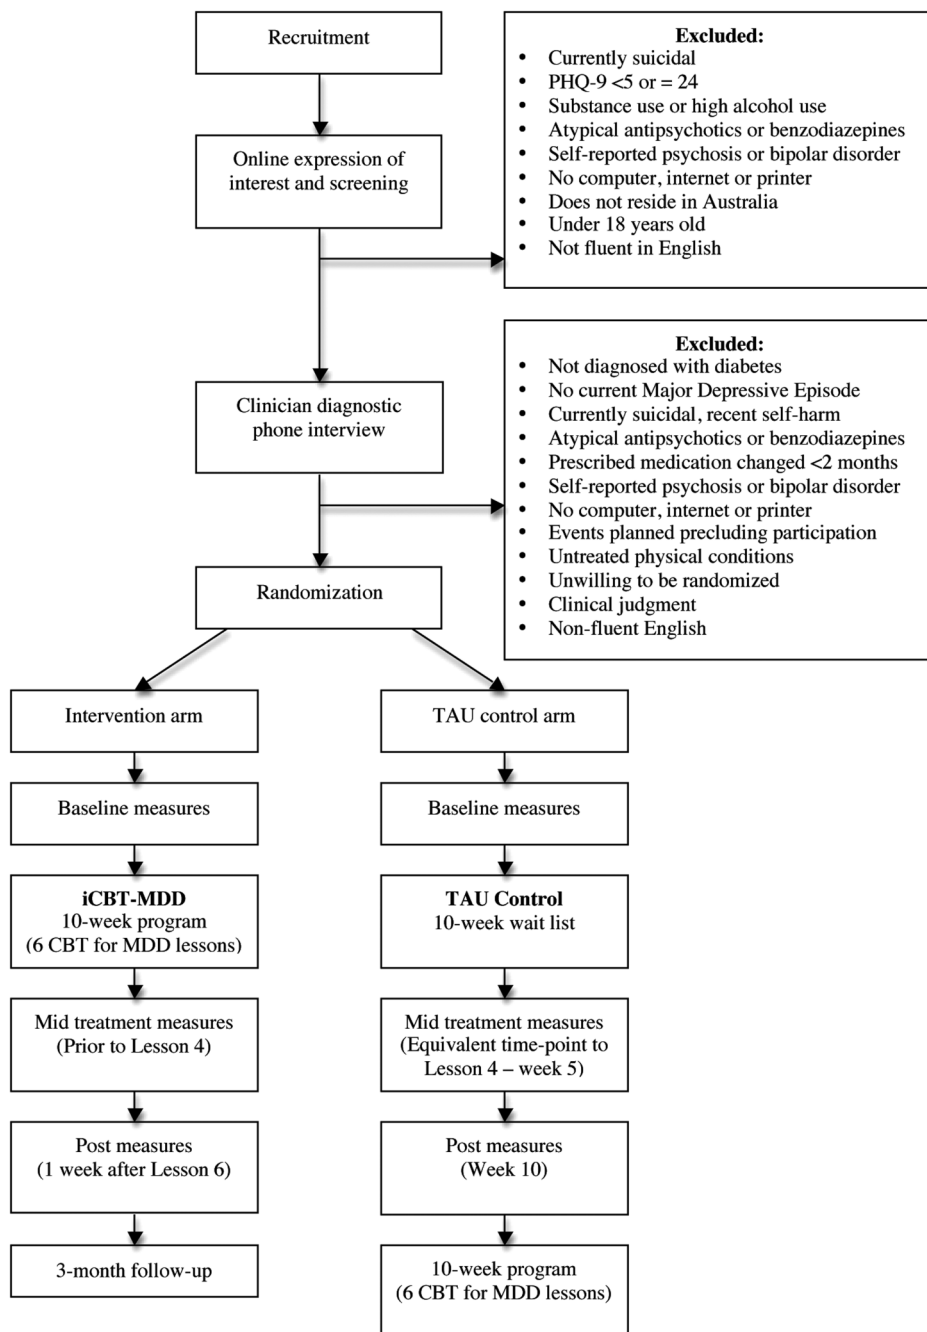 Recruitment
Excluded:
• Currently suicidal
• PHQ-9 <5 or = 24
• Substance use or high alcohol use
• Atypical antipsychotics or benzodiazepines
• Self-reported psychosis or bipolar disorder
• No computer, internet or printer
• Does not reside in Australia
• Under 18 years old
• Not fluent in English
Online expression of
interest and screening
Excluded:
• Not diagnosed with diabetes
• No current Major Depressive Episode
• Currently suicidal, recent self-harm
• Atypical antipsychotics or benzodiazepines
• Prescribed medication changed <2 months
• Self-reported psychosis or bipolar disorder
• No computer, internet or printer
• Events planned precluding participation
• Untreated physical conditions
• Unwilling to be randomized
• Clinical judgment
• Non-fluent English
Clinician diagnostic
phone interview
Randomization
Intervention arm
Baseline measures
iCBT-MDD
10-week program
(6 CBT for MDD lessons)
Mid treatment measures
(Prior to Lesson 4)
Post measures
(1 week after Lesson 6)
3-month follow-up
TAU control arm
Baseline measures
TAU Control
10-week wait list
Mid treatment measures
(Equivalent time-point to
Lesson 4 – week 5)
Post measures
(Week 10)
10-week program
(6 CBT for MDD lessons)